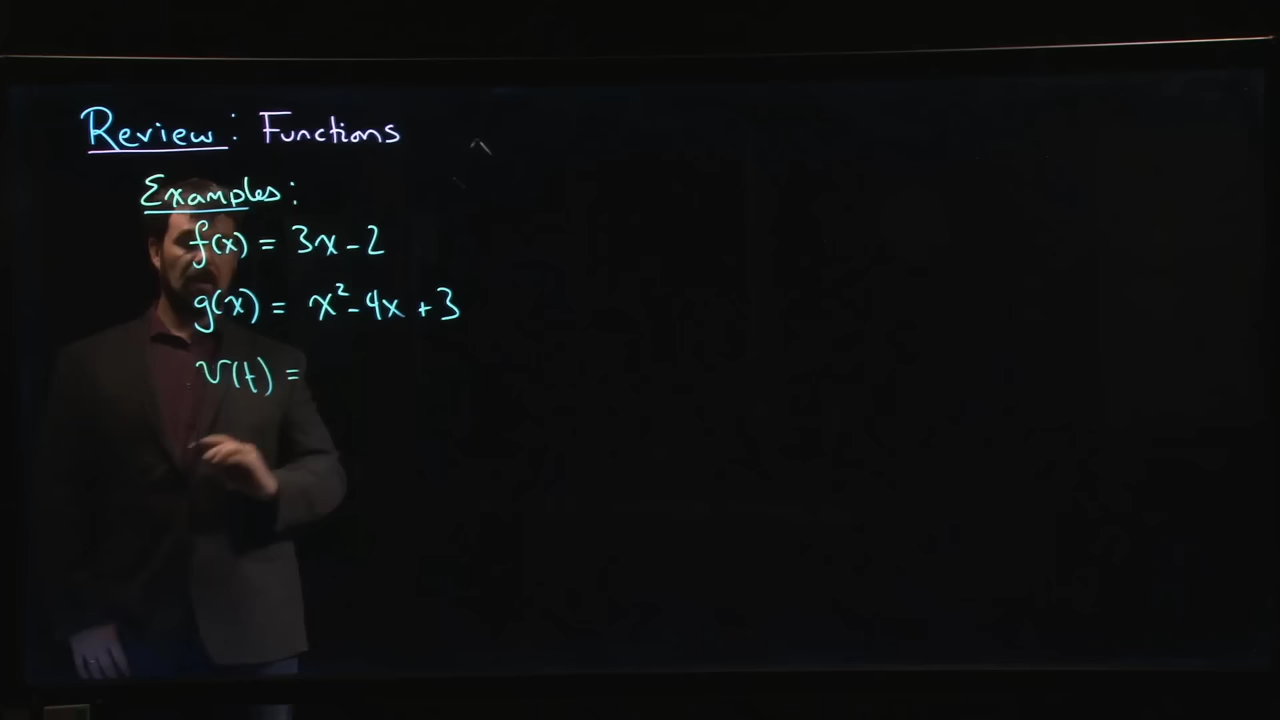 Review: Functions
Examples:
f(x) = 3x - 2
g(x) = x² - 4x + 3
v(t) =